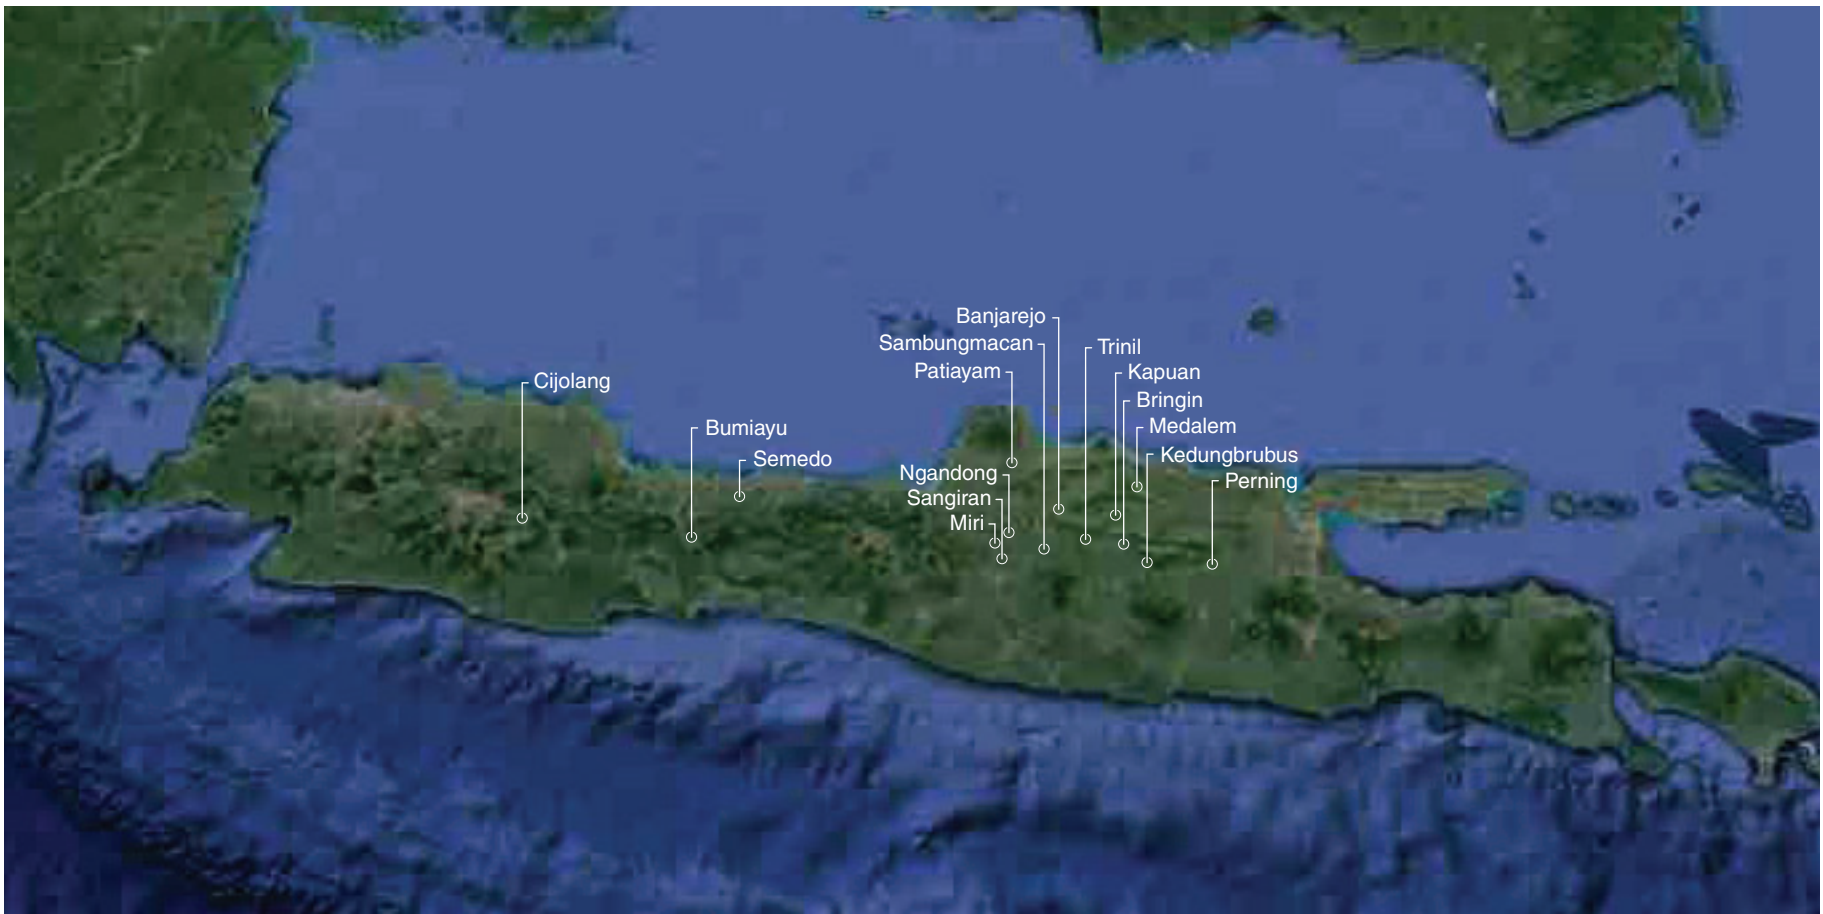 Banjarejo
Sambungmacan
Trinil
Patiayam
Kapuan
Cijolang
Bringin
Bumiayu
Medalem
Semedo
Kedungbrubus
Ngandong
Perning
Sangiran
Miri